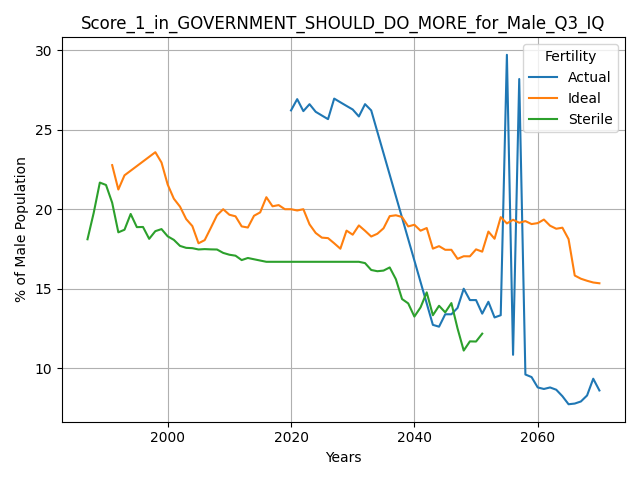 Score_1_in_GOVERNMENT_SHOULD_DO_MORE_for_Male_Q3_IQ
Fertility
Actual
Ideal
Sterile
30
25
20
15
10
% of Male Population
2000
2020
2040
2060
Years